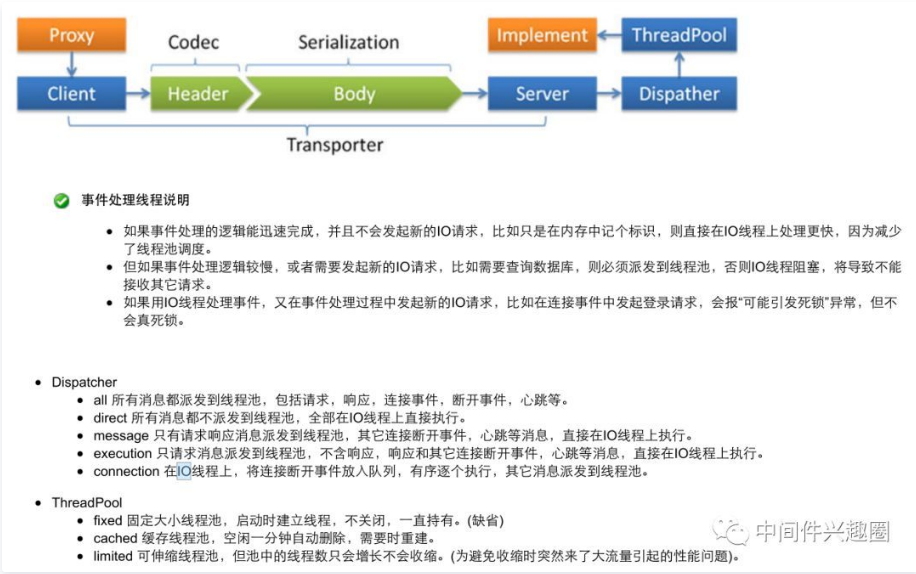 Proxy
Codec
Serialization
Implement
ThreadPool
Client
Header
Body
Server
Dispather
Transporter
事件处理线程说明
如果事件处理的逻辑能迅速完成，并且不会发起新的IO请求，比如只是在内存中记个标识，则直接在IO线程上处理更快，因为减少
了线程池调度。
但如果事件处理逻辑较慢，或者需要发起新的IO请求，比如需要查询数据库，则必须派发到线程池，否则IO线程阻塞，将导致不能
接收其它请求。
如果用IO线程处理事件，又在事件处理过程中发起新的IO请求，比如在连接事件中发起登录请求，会报“可能引发死锁”异常，但不
会真死锁。
Dispatcher
all 所有消息都派发到线程池，包括请求，响应，连接事件，断开事件，心跳等。
direct 所有消息都不派发到线程池，全部在IO线程上直接执行。
message 只有请求响应消息派发到线程池，其它连接断开事件，心跳等消息，直接在IO线程上执行。
execution 只请求消息派发到线程池，不含响应，响应和其它连接断开事件，心跳等消息，直接在IO线程上执行。
connection 在IO线程上，将连接断开事件放入队列，有序逐个执行，其它消息派发到线程池。
ThreadPool
fixed 固定大小线程池，启动时建立线程，不关闭，一直持有。(缺省)
cached 缓存线程池，空闲一分钟自动删除，需要时重建。
limited 可伸缩线程池，但池中的线程数只会增长不会收缩。(为避免收缩时突然来了大流量引起的性能问题)。
中间件兴趣圈